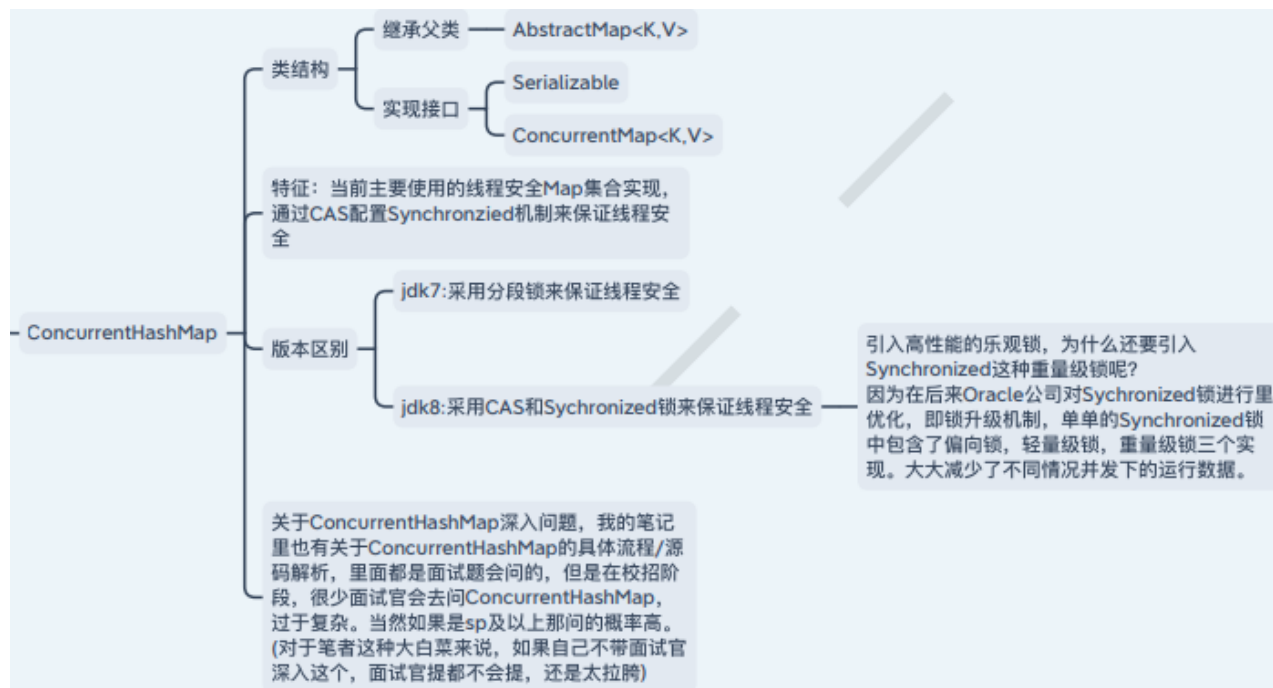 继承父类
AbstractMap<K,V>
类结构
Serializable
实现接口
ConcurrentMap<K,V>
特征：当前主要使用的线程安全Map集合实现，
通过CAS配置Synchronzied机制来保证线程安
全
jdk7:采用分段锁来保证线程安全
ConcurrentHashMap
版本区别
引入高性能的乐观锁，为什么还要引入
Synchronized这种重量级锁呢？
因为在后来Oracle公司对Sychronized锁进行里
优化，即锁升级机制，单单的Synchronized锁
中包含了偏向锁，轻量级锁，重量级锁三个实
现。大大减少了不同情况并发下的运行数据。
jdk8:采用CAS和Sychronized锁来保证线程安全
关于ConcurrentHashMap深入问题，我的笔记
里也有关于ConcurrentHashMap的具体流程/源
码解析，里面都是面试题会问的，但是在校招阶
段，很少面试官会去问ConcurrentHashMap，
过于复杂。当然如果是sp及以上那问的概率高。
(对于笔者这种大白菜来说，如果自己不带面试官
深入这个，面试官提都不会提，还是太拉胯)